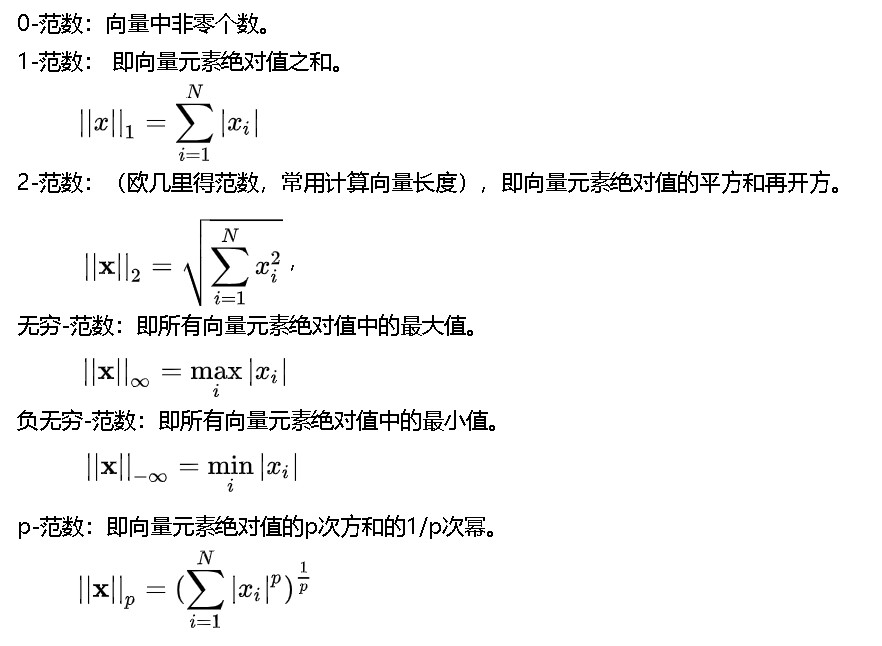 0-范数：向量中非零个数。
1-范数： 即向量元素绝对值之和。
$||x||_1 = \sum_{i=1}^{N} |x_i|$
2-范数：（欧几里得范数，常用计算向量长度），即向量元素绝对值的平方和再开方。
$||\mathbf{x}||_2 = \sqrt{\sum_{i=1}^{N} x_i^2}$ ,
无穷-范数：即所有向量元素绝对值中的最大值。
$||\mathbf{x}||_{\infty} = \max_{i} |x_i|$
负无穷-范数：即所有向量元素绝对值中的最小值。
$||\mathbf{x}||_{-\infty} = \min_{i} |x_i|$
p-范数：即向量元素绝对值的p次方和的1/p次幂。
$||\mathbf{x}||_p = (\sum_{i=1}^{N} |x_i|^p)^{\frac{1}{p}}$